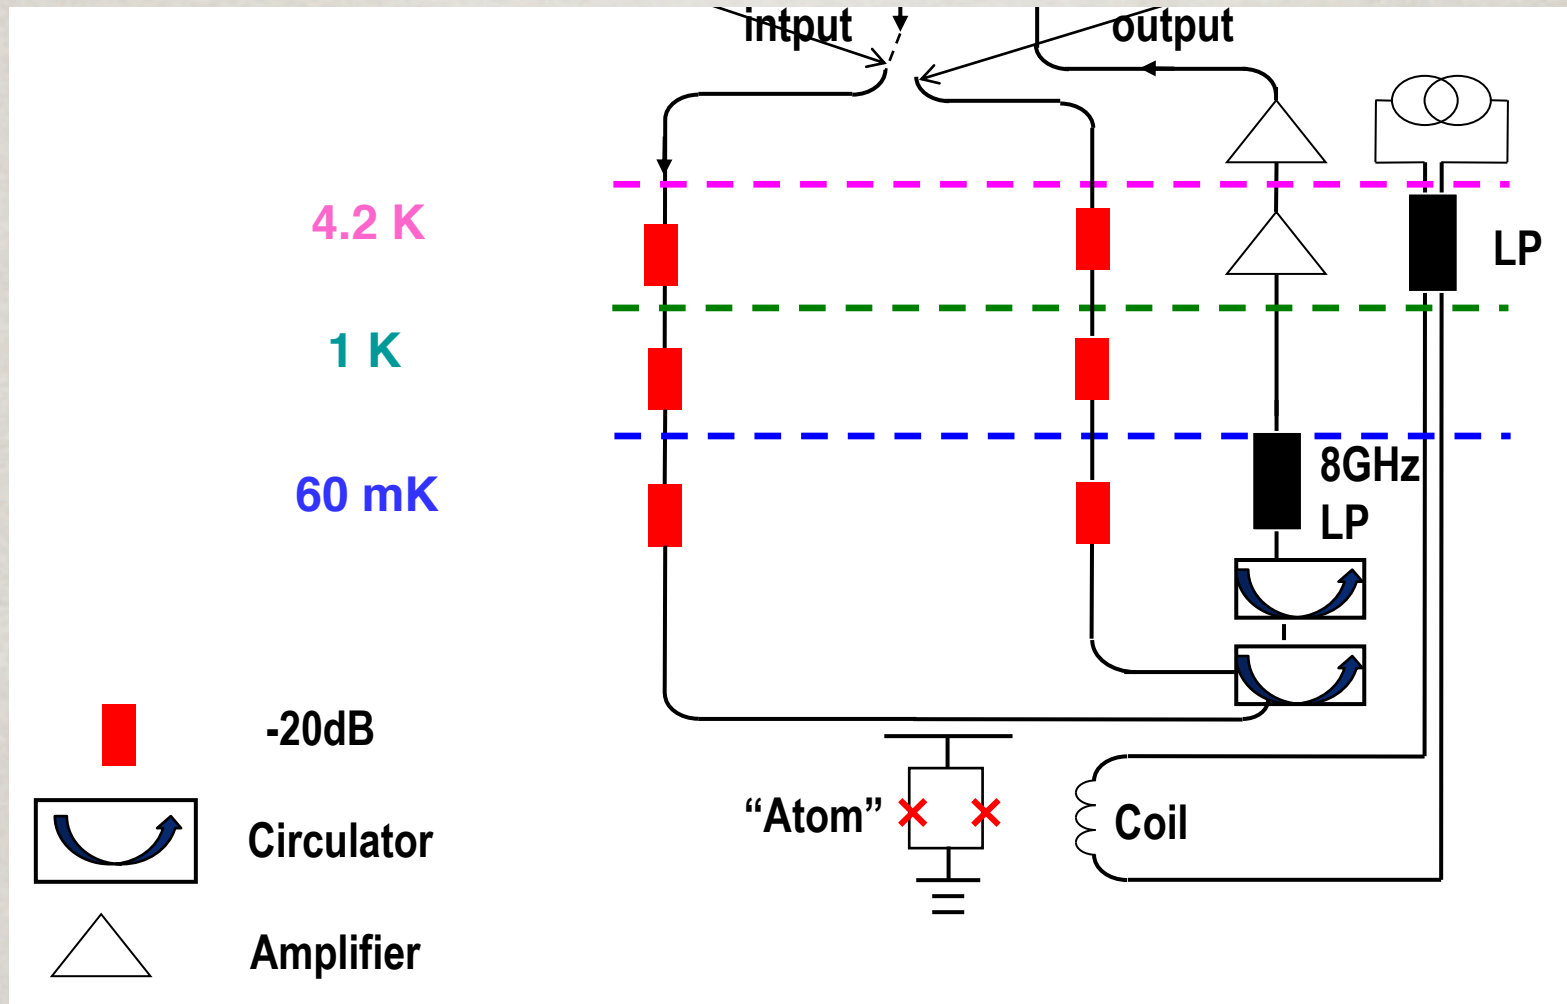 intput
output
4.2 K
LP
1 K
8GHz
LP
60 mK
-20dB
“Atom”
Coil
Circulator
Amplifier